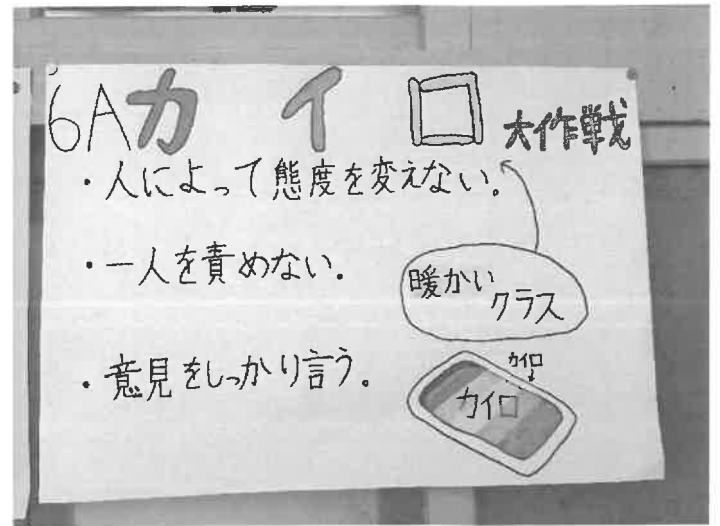 6Aカイロ大作戦
・人によって態度を変えない。
・一人を責めない。
暖かい
クラス
・意見をしっかり言う。
カイロ
カイロ